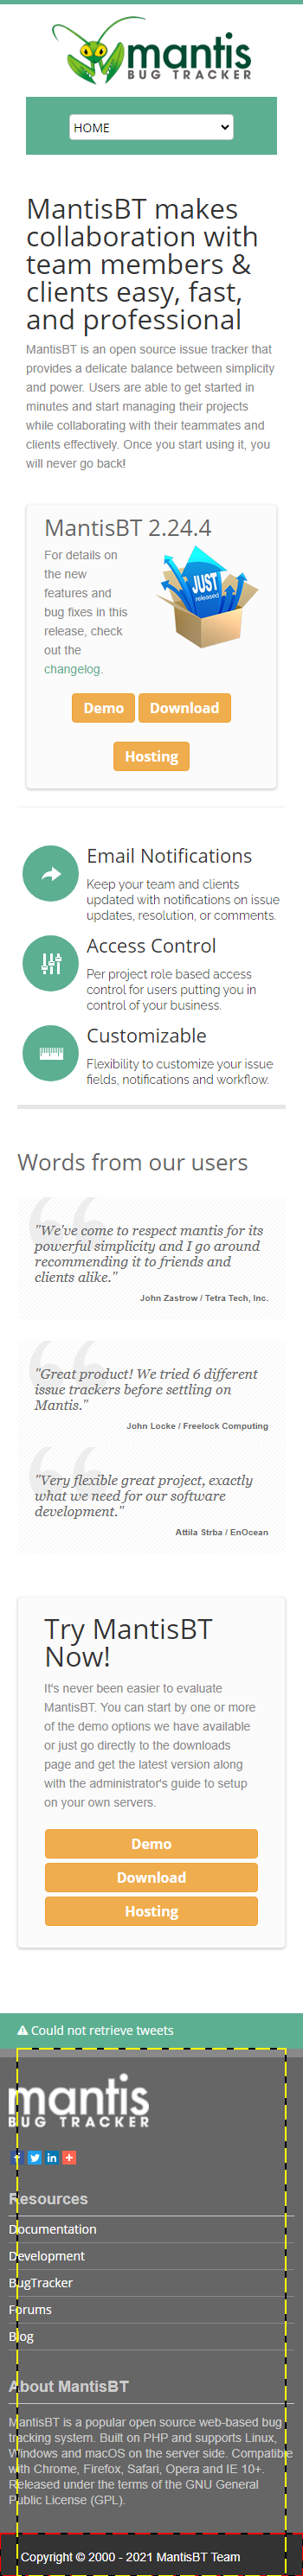 mantis
BUG TRACKER
HOME
MantisBT makes
collaboration with
team members &
clients easy, fast,
and professional
MantisBT is an open source issue tracker that
provides a delicate balance between simplicity
and power. Users are able to get started in
minutes and start managing their projects
while collaborating with their teammates and
clients effectively. Once you start using it, you
will never go back!
MantisBT 2.24.4
For details on
the new
features and
bug fixes in this
release, check
out the
changelog.
JUST
released
Demo Download
Hosting
Email Notifications
Keep your team and clients
updated with notifications on issue
updates, resolution, or comments.
Access Control
Per project role based access
control for users putting you in
control of your business.
Customizable
Flexibility to customize your issue
fields, notifications and workflow.
Words from our users
"We've come to respect mantis for its
powerful simplicity and I go around
recommending it to friends and
clients alike."
John Zastrow / Tetra Tech, Inc.
"Great product! We tried 6 different
issue trackers before settling on
Mantis."
John Locke / Freelock Computing
"Very flexible great project, exactly
what we need for our software
development."
Attila Strba / EnOcean
Try MantisBT
Now!
It's never been easier to evaluate
MantisBT. You can start by one or more
of the demo options we have available
or just go directly to the downloads
page and get the latest version along
with the administrator's guide to setup
on your own servers.
Demo
Download
Hosting
Could not retrieve tweets
mantis
BUG TRACKER
Resources
Documentation
Development
BugTracker
Forums
Blog
About MantisBT
MantisBT is a popular open source web-based bug
tracking system. Built on PHP and supports Linux,
Windows and macOS on the server side. Compatible
with Chrome, Firefox, Safari, Opera and IE 10+.
Released under the terms of the GNU General
Public License (GPL).
Copyright © 2000 - 2021 MantisBT Team